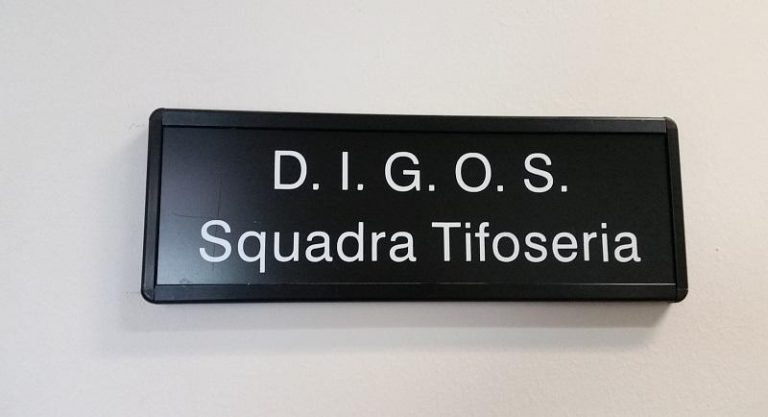 D. I. G. O. S.
Squadra Tifoseria